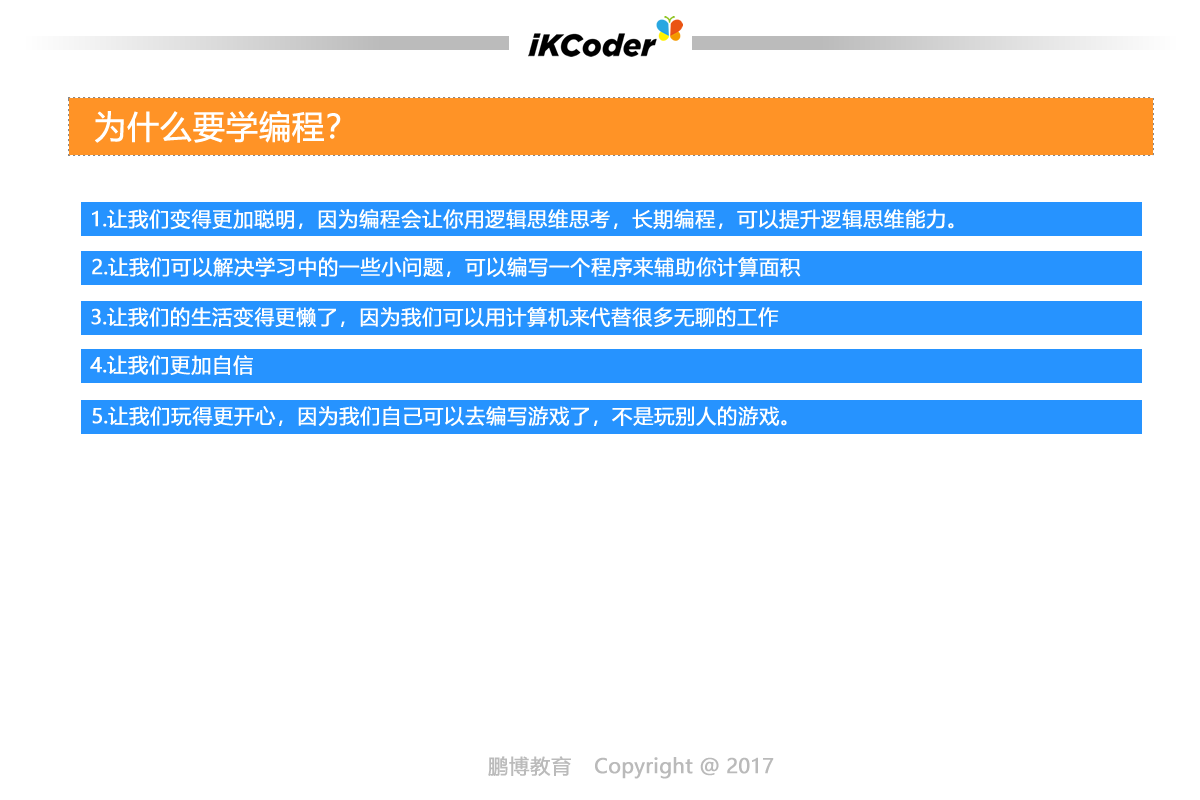 iKCoder
为什么要学编程?
1.让我们变得更加聪明，因为编程会让你用逻辑思维思考，长期编程，可以提升逻辑思维能力。
2.让我们可以解决学习中的一些小问题，可以编写一个程序来辅助你计算面积
3.让我们的生活变得更懒了，因为我们可以用计算机来代替很多无聊的工作
4.让我们更加自信
5.让我们玩得更开心，因为我们自己可以去编写游戏了，不是玩别人的游戏。
鹏博教育 Copyright @ 2017